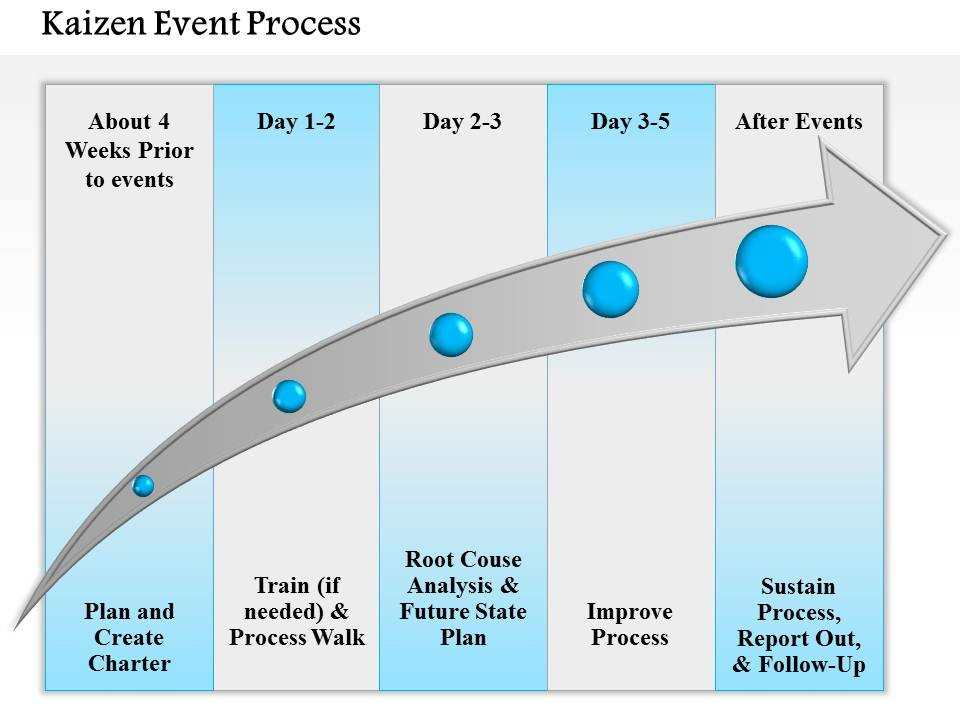 Kaizen Event Process
About 4
Weeks Prior
to events
Day 1-2
Day 2-3
Day 3-5
After Events
Plan and
Create
Charter
Train (if
needed) &
Process Walk
Root Couse
Analysis &
Future State
Plan
Improve
Process
Sustain
Process,
Report Out,
& Follow-Up